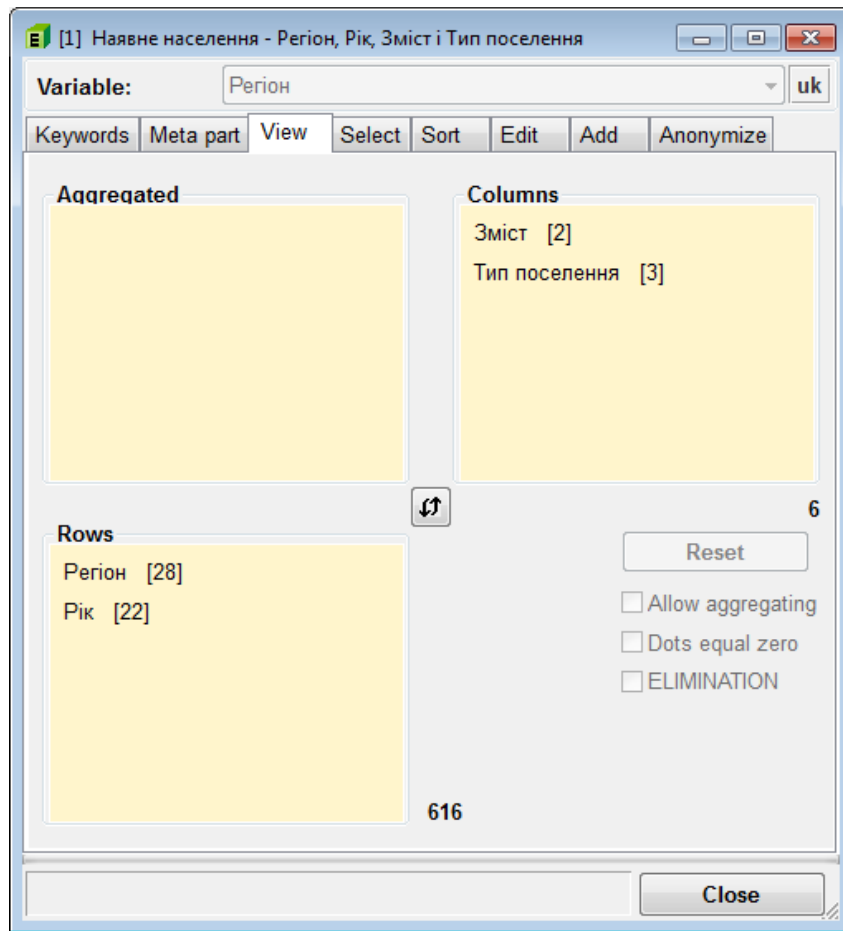 [1] Наявне населення - Регіон, Рік, Зміст і Тип поселення
Variable: Регіон uk
Keywords Meta part View Select Sort Edit Add Anonymize
Aggregated
Columns
Зміст [2]
Тип поселення [3]
6
Rows
Регіон [28]
Рік [22]
616
Reset
Allow aggregating
Dots equal zero
ELIMINATION
Close